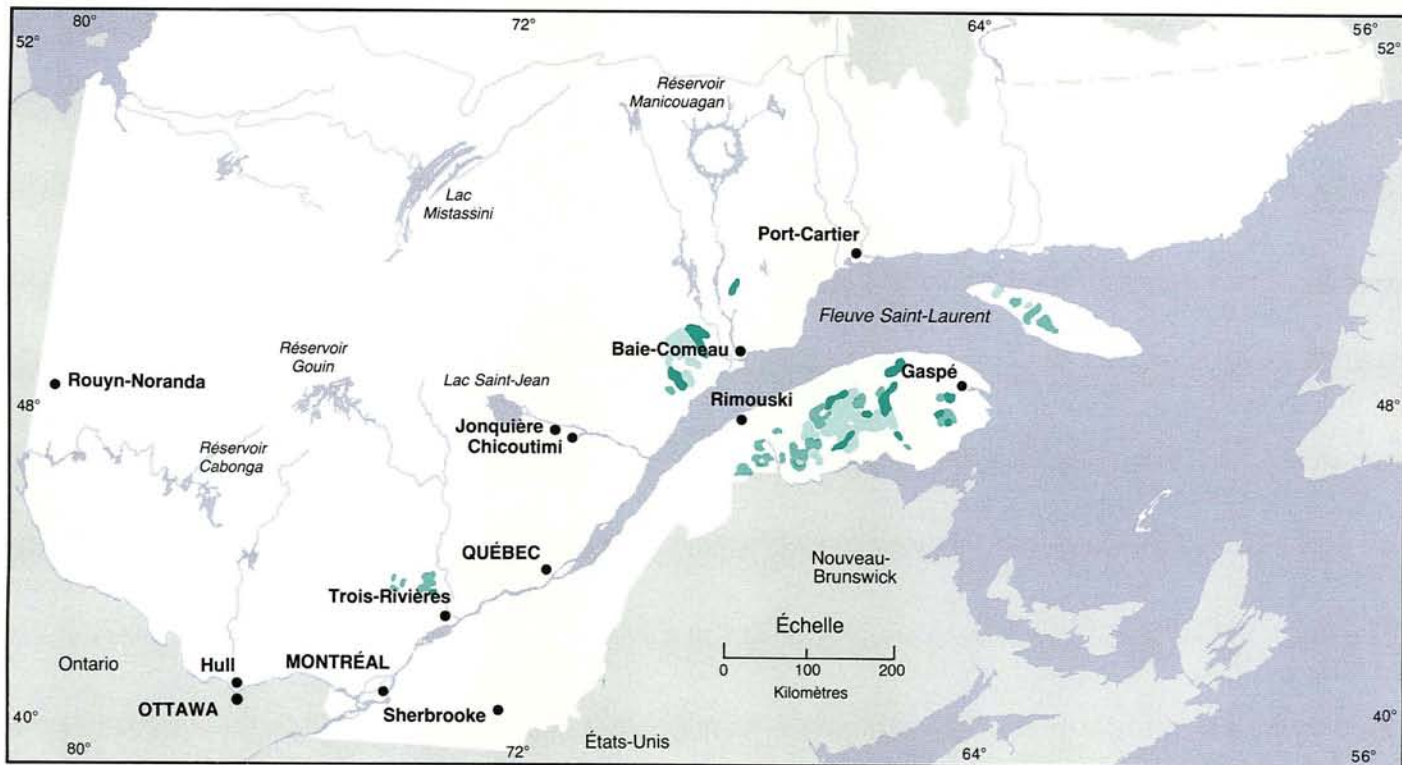 80°
72°
64°
56°
52°
52°
Réservoir
Manicouagan
Lac
Mistassini
Port-Cartier
Fleuve Saint-Laurent
Réservoir
Gouin
Baie-Comeau
Rouyn-Noranda
Lac Saint-Jean
Gaspé
Rimouski
48°
48°
Jonquière
Chicoutimi
Réservoir
Cabonga
QUÉBEC
Nouveau-
Brunswick
Trois-Rivières
Échelle
0 100 200
Kilomètres
Ontario
Hull
MONTRÉAL
OTTAWA
Sherbrooke
40°
40°
États-Unis
80°
72°
64°
56°